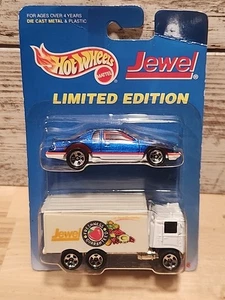 FOR AGES OVER 4 YEARS
DIE CAST METAL & PLASTIC
Hot Wheels
MATTEL
Jewel
LIMITED EDITION
Jewel